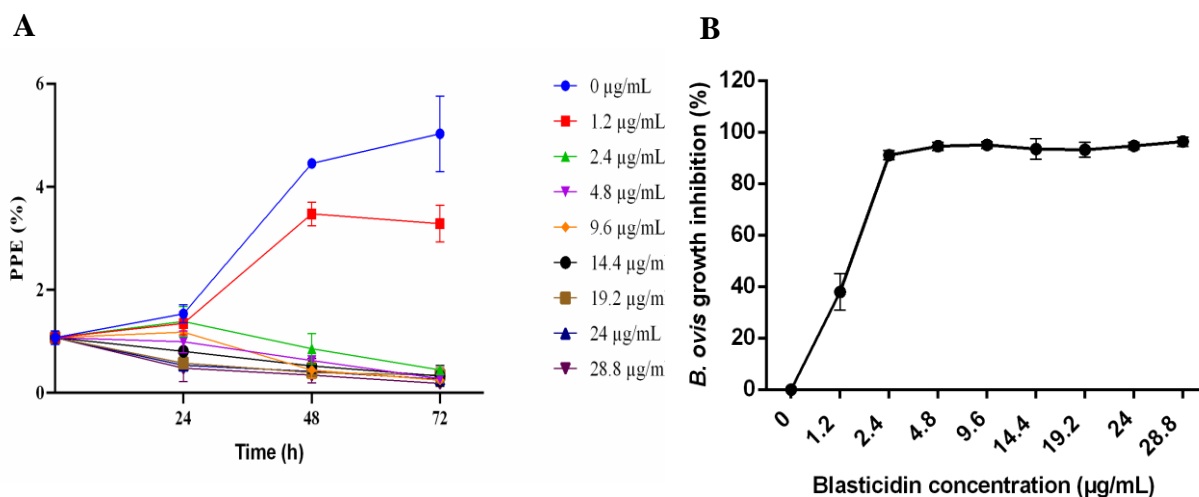 A
B
6
4
2
0
24
48
72
PPE (%)
Time (h)
0 µg/mL
1.2 µg/mL
2.4 µg/mL
4.8 µg/mL
9.6 µg/mL
14.4 µg/m
19.2 µg/m
24 µg/mL
28.8 µg/m
120
100
80
60
40
20
0
B. ovis growth inhibition (%)
0
1.2
2.4
4.8
9.6
14.4
19.2
24
28.8
Blasticidin concentration (µg/mL)